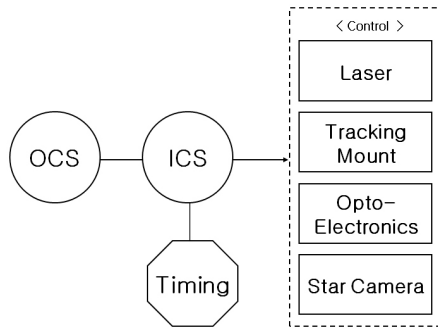 < Control >
Laser
Tracking
Mount
OCS
ICS
Opto-
Electronics
Timing
Star Camera